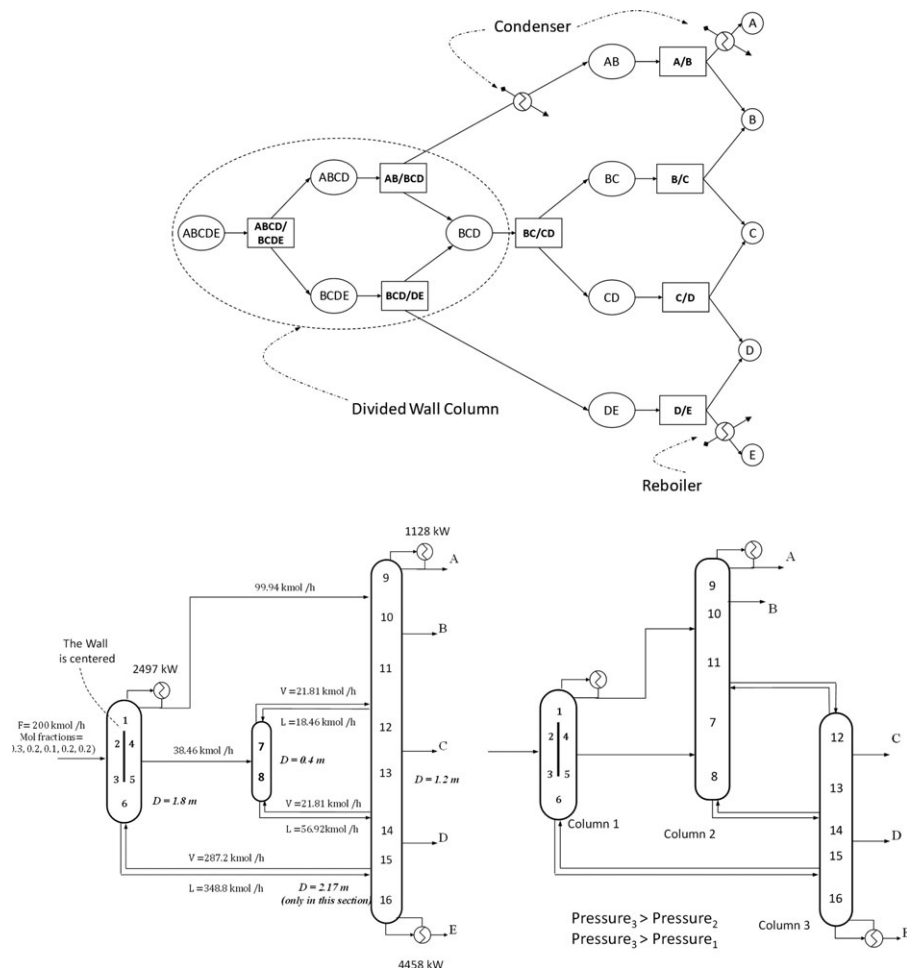 Condenser
A
AB
A/B
B
ABCD
AB/BCD
BC
B/C
ABCDE
ABCD/
BCDE
BCD
BC/CD
C
BCDE
BCD/DE
CD
C/D
D
Divided Wall Column
DE
D/E
E
Reboiler
1128 kW
A
9
99.94 kmol /h
10
B
The Wall
is centered
2497 kW
11
V =21.81 kmol /h
F= 200 kmol /h
Mol fractions=
0.3, 0.2, 0.1, 0.2, 0.2)
1
L =18.46 kmol /h
12
2 4
38.46 kmol /h
7
C
3 5
8
D = 0.4 m
13
D = 1.2 m
6
D = 1.8 m
V =21.81 kmol /h
14
L =56.92kmol /h
D
V =287.2 kmol /h
15
L =348.8 kmol /h
D = 2.17 m
(only in this section)
16
E
4458 kW
A
9
10
B
11
1
12
2 4
7
C
3 5
13
8
6
Column 1
Column 2
14
D
15
16
Pressure3 > Pressure2
Pressure3 > Pressure1
Column 3